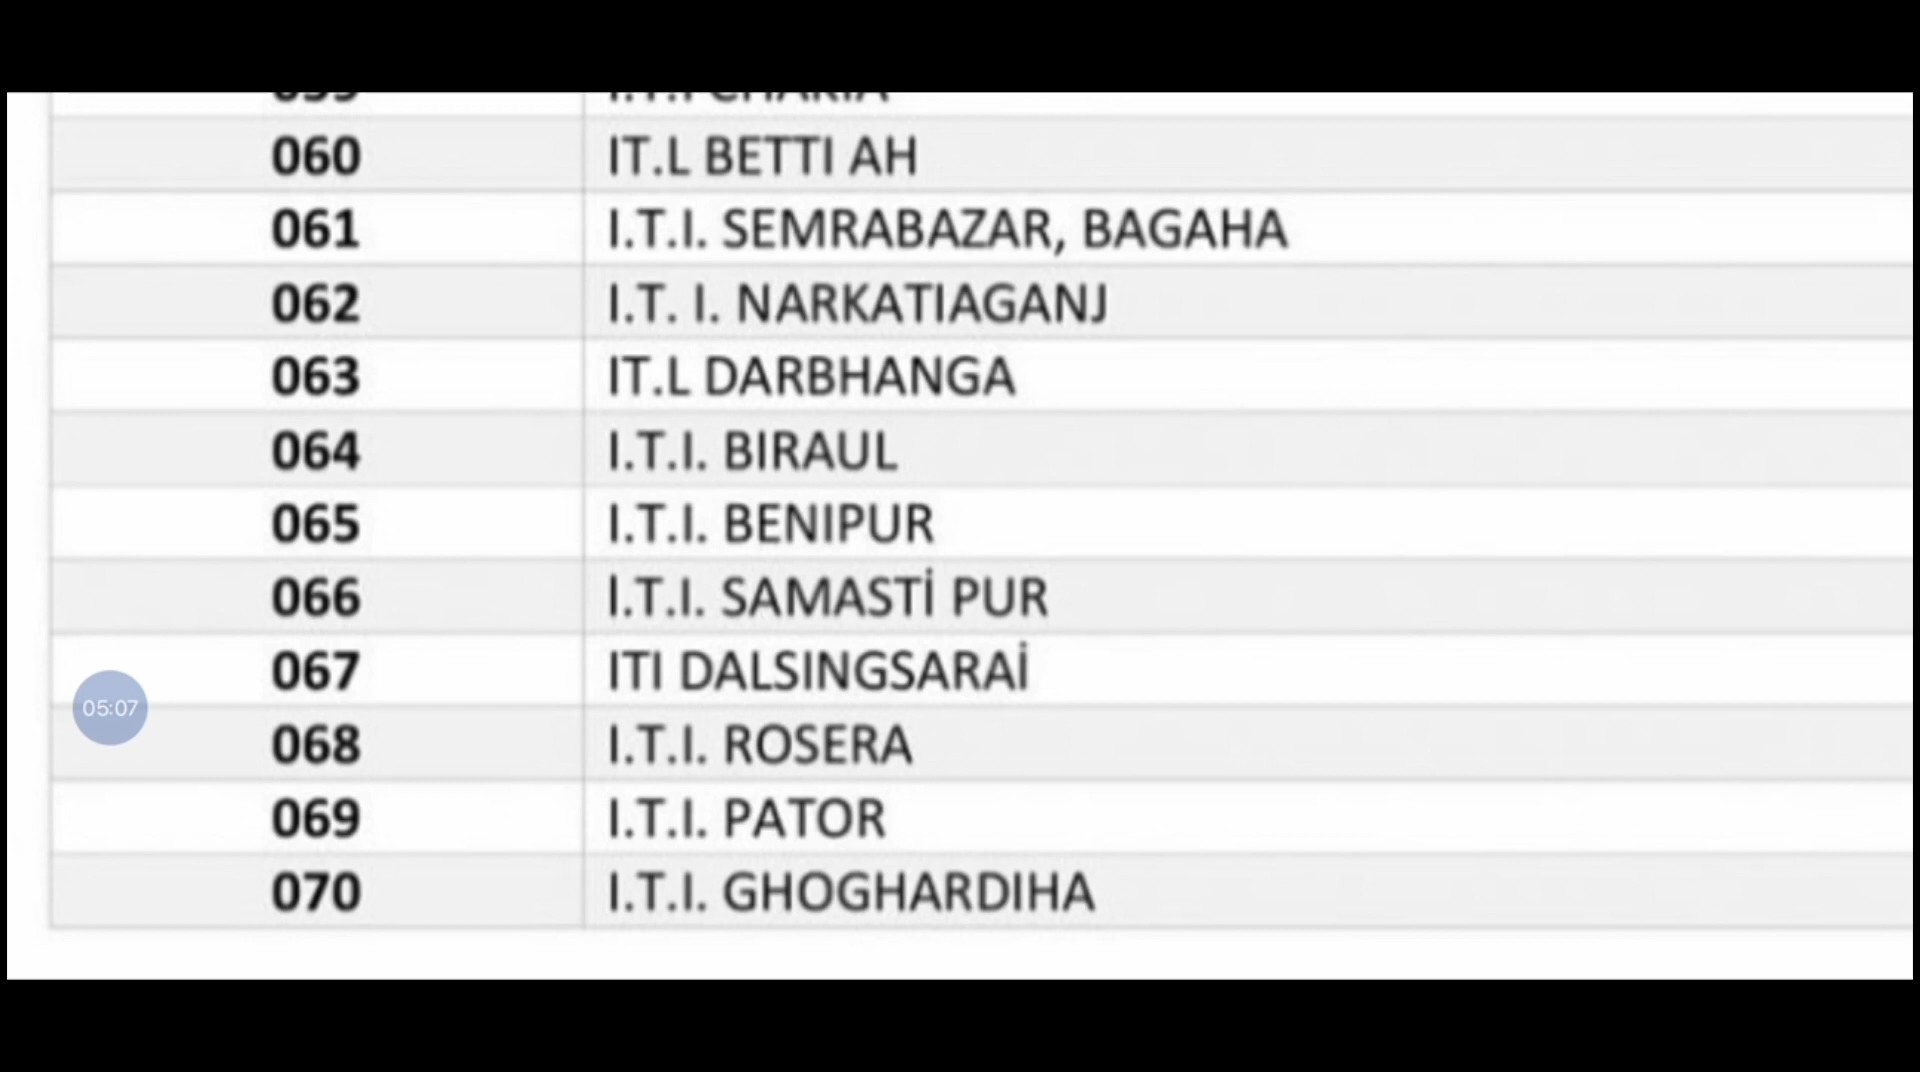 060 IT.L BETTI AH
061 I.T.I. SEMRABAZAR, BAGAHA
062 I.T. I. NARKATIAGANJ
063 IT.L DARBHANGA
064 I.T.I. BIRAUL
065 I.T.I. BENIPUR
066 İ.T.I. SAMASTİ PUR
067 ITI DALSINGSARAİ
05:07
068 I.T.I. ROSERA
069 I.T.I. PATOR
070 I.T.I. GHOGHARDIHA